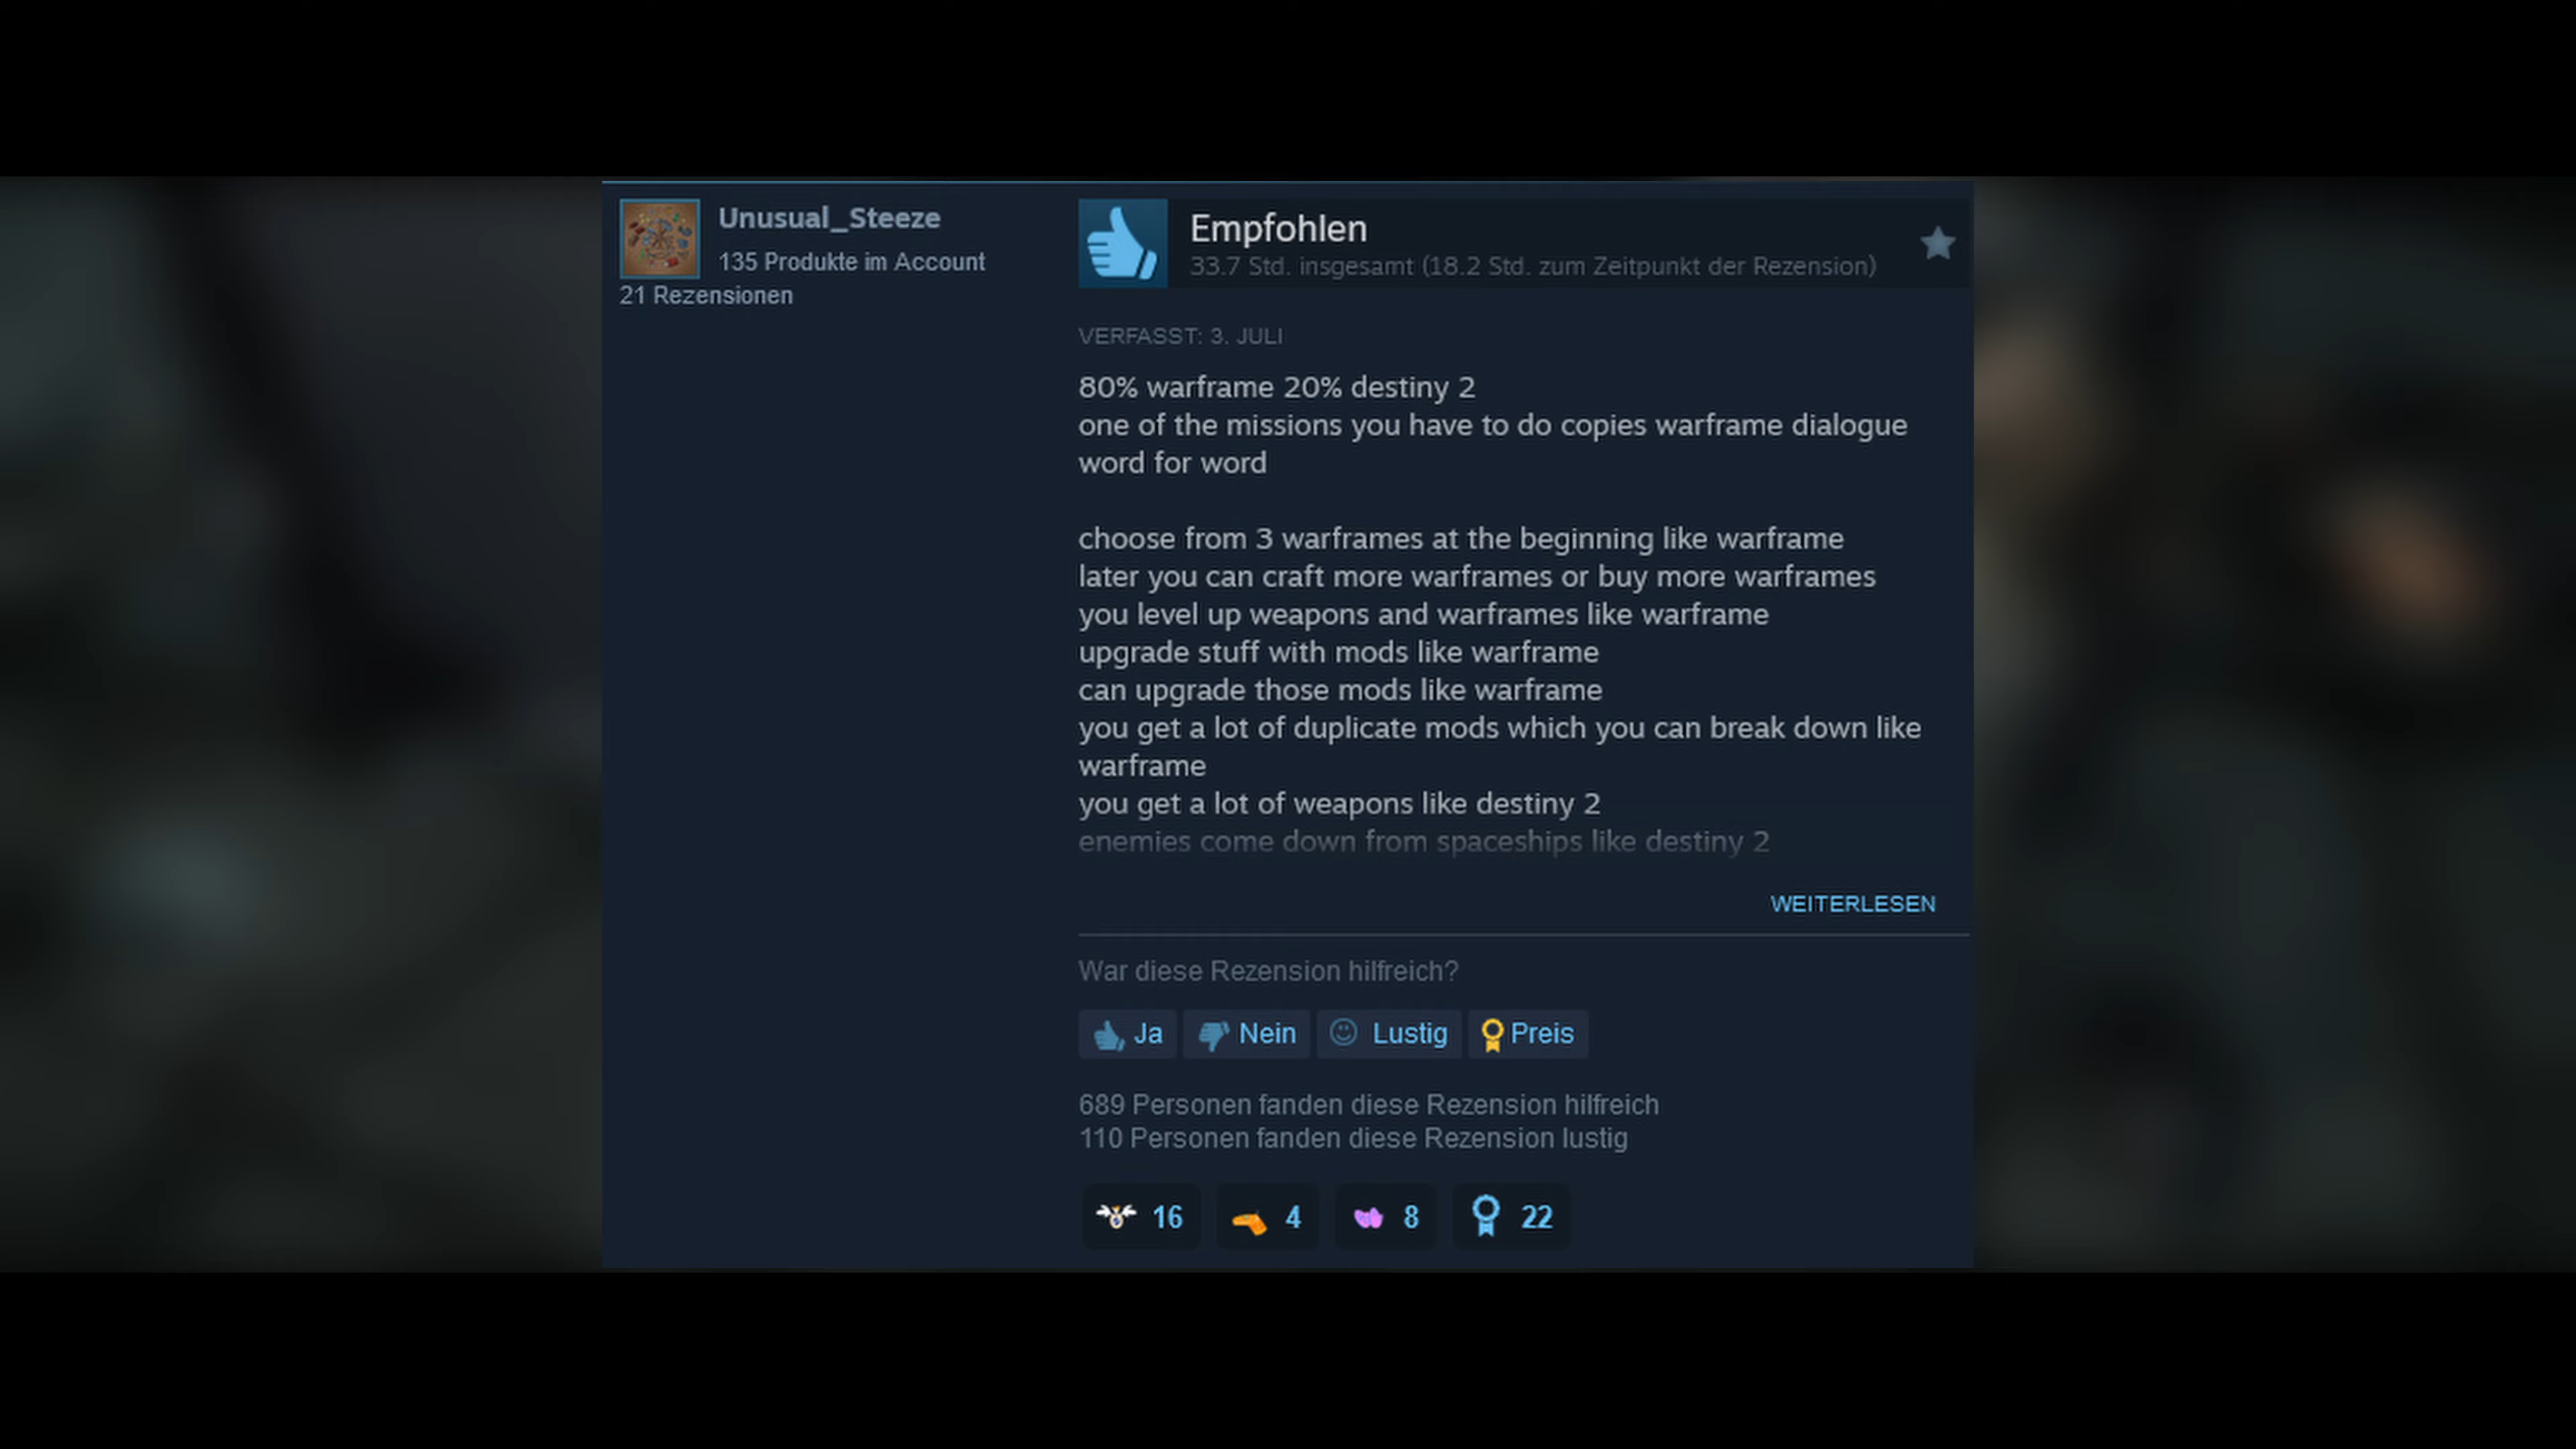 Unusual_Steeze
135 Produkte im Account
21 Rezensionen
Empfohlen
33.7 Std. insgesamt (18.2 Std. zum Zeitpunkt der Rezension)
VERFASST: 3. JULI
80% warframe 20% destiny 2
one of the missions you have to do copies warframe dialogue
word for word
choose from 3 warframes at the beginning like warframe
later you can craft more warframes or buy more warframes
you level up weapons and warframes like warframe
upgrade stuff with mods like warframe
can upgrade those mods like warframe
you get a lot of duplicate mods which you can break down like
warframe
you get a lot of weapons like destiny 2
enemies come down from spaceships like destiny 2
WEITERLESEN
War diese Rezension hilfreich?
Ja Nein Lustig Preis
689 Personen fanden diese Rezension hilfreich
110 Personen fanden diese Rezension lustig
16 4 8 22